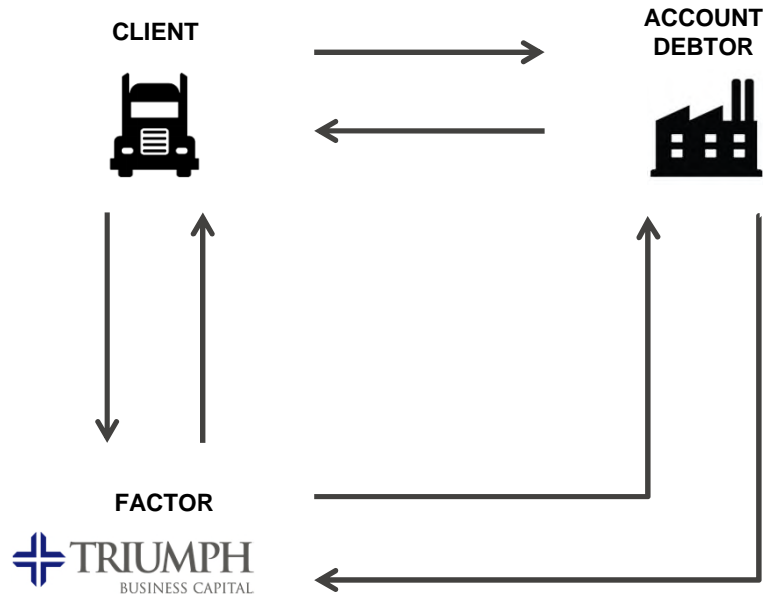 CLIENT
ACCOUNT
DEBTOR
FACTOR
TRIUMPH
BUSINESS CAPITAL